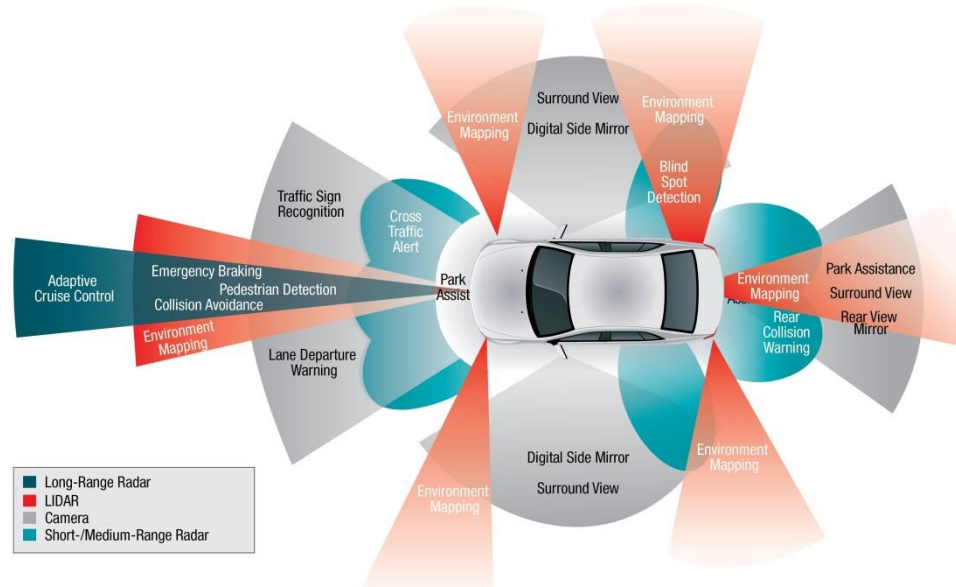 Surround View
Digital Side Mirror
Environment
Mapping
Environment
Mapping
Blind
Spot
Detection
Traffic Sign
Recognition
Cross
Traffic
Alert
Adaptive
Cruise Control
Emergency Braking
Pedestrian Detection
Collision Avoidance
Environment
Mapping
Park
Assist
Lane Departure
Warning
Environment
Mapping
Park Assistance
Surround View
Rear View
Mirror
Rear
Collision
Warning
Digital Side Mirror
Surround View
Environment
Mapping
Environment
Mapping
Long-Range Radar
LIDAR
Camera
Short-/Medium-Range Radar